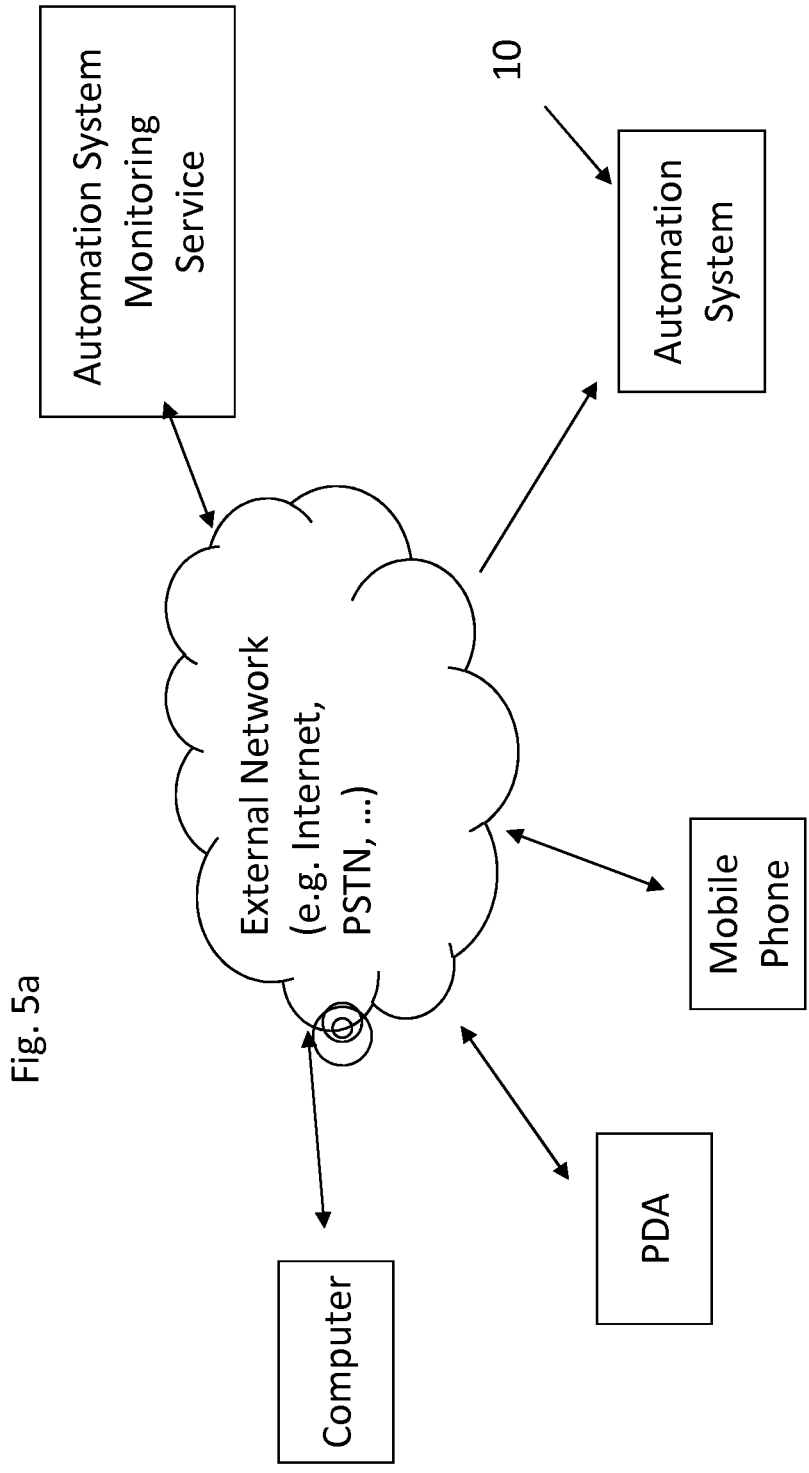 Fig. 5a
Automation System
Monitoring
Service
External Network
(e.g. Internet,
PSTN, ...)
Computer
10
Automation
System
PDA
Mobile
Phone